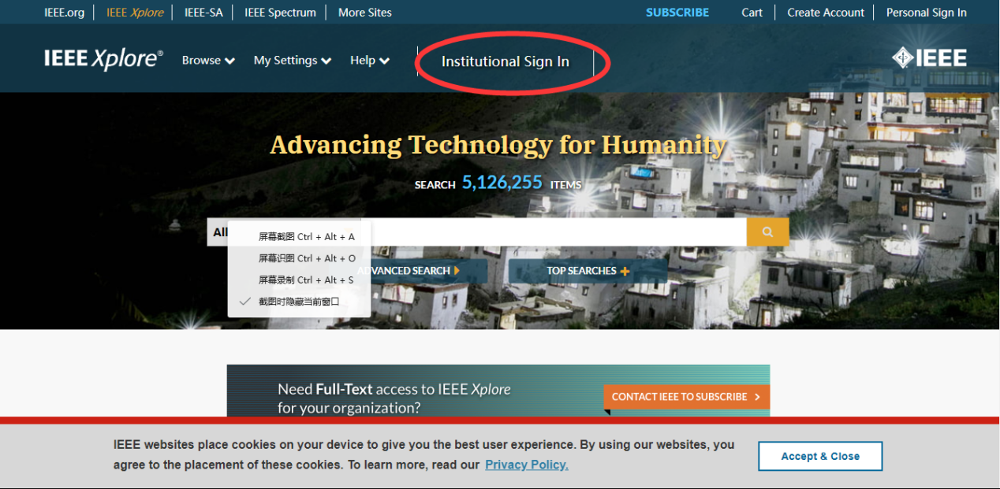 IEEE.org IEEE Xplore IEEE-SA IEEE Spectrum More Sites SUBSCRIBE Cart Create Account Personal Sign In
IEEE Xplore® Browse My Settings Help Institutional Sign In IEEE
Advancing Technology for Humanity
SEARCH 5,126,255 ITEMS
All
屏幕截图 Ctrl + Alt + A
屏幕识图 Ctrl + Alt + O
屏幕录制 Ctrl + Alt + S
截图时隐藏当前窗口
ADVANCED SEARCH TOP SEARCHES
Need Full-Text access to IEEE Xplore
for your organization?
CONTACT IEEE TO SUBSCRIBE
IEEE websites place cookies on your device to give you the best user experience. By using our websites, you
agree to the placement of these cookies. To learn more, read our Privacy Policy.
Accept & Close